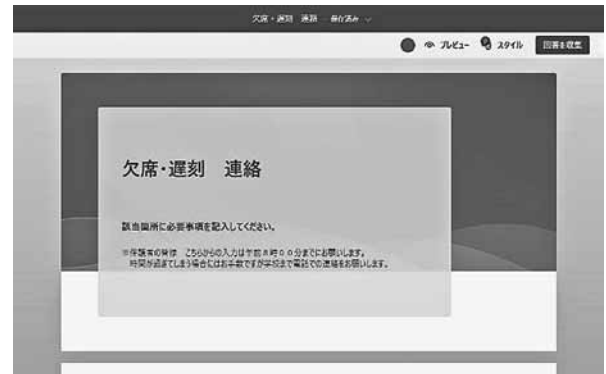 欠席・遅刻 連絡 - 保存済み
プレビュー スタイル 回答を収集
欠席・遅刻 連絡
該当箇所に必要事項を記入してください。
※保護者の皆様 こちらからの入力は午前8時00分までにお願いします。
時間が過ぎてしまう場合にはお手数ですが学校まで電話での連絡をお願いします。